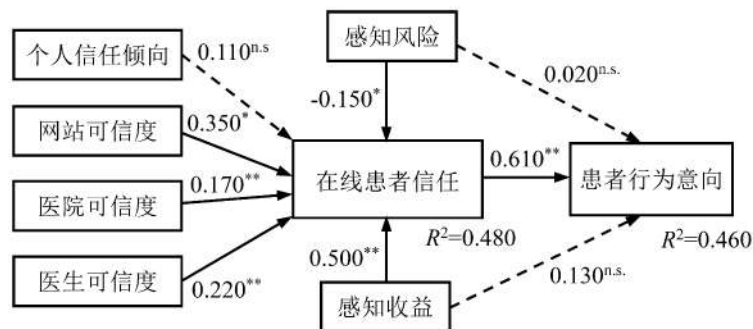 个人信任倾向
0.110n.s
感知风险
0.020n.s.
-0.150*
网站可信度
0.350*
医院可信度
0.170**
在线患者信任
0.610**
患者行为意向
医生可信度
0.220**
R²=0.480
R²=0.460
0.500**
0.130n.s.
感知收益